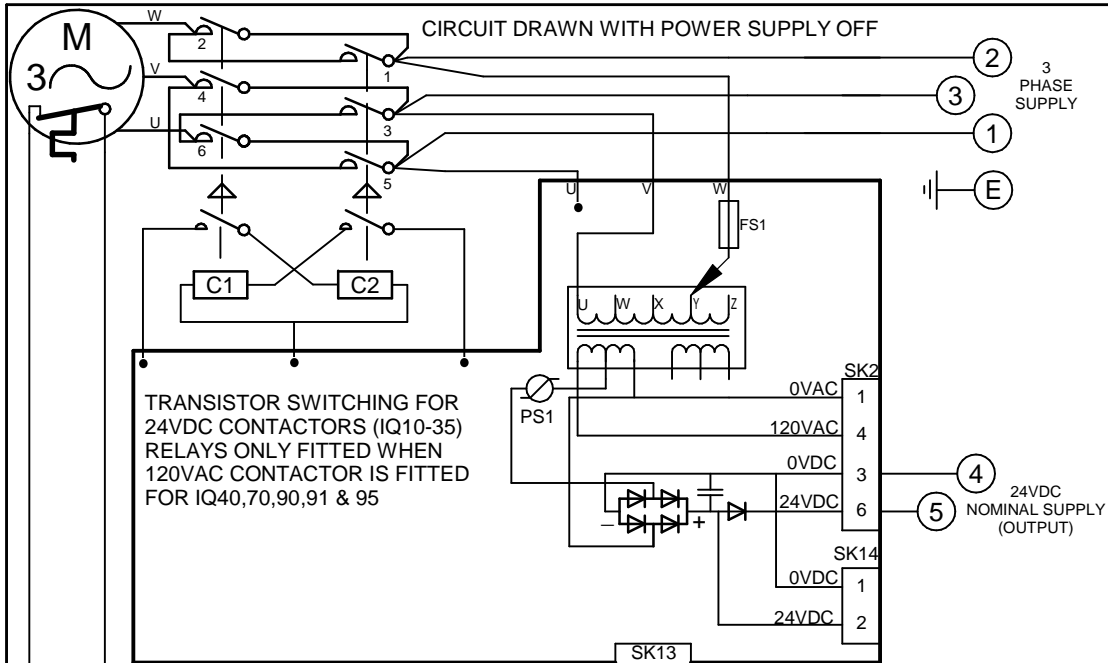 CIRCUIT DRAWN WITH POWER SUPPLY OFF
W
M
3
V
U
2
4
6
1
3
5
2
3
1
E
3
PHASE
SUPPLY
U
V
W
FS1
C1
C2
U
W
X
Y
Z
TRANSISTOR SWITCHING FOR
24VDC CONTACTORS (IQ10-35)
RELAYS ONLY FITTED WHEN
120VAC CONTACTOR IS FITTED
FOR IQ40,70,90,91 & 95
PS1
SK2
0VAC 1
120VAC 4
0VDC 3
24VDC 6
4
5
24VDC
NOMINAL SUPPLY
(OUTPUT)
− +
SK14
0VDC 1
24VDC 2
SK13